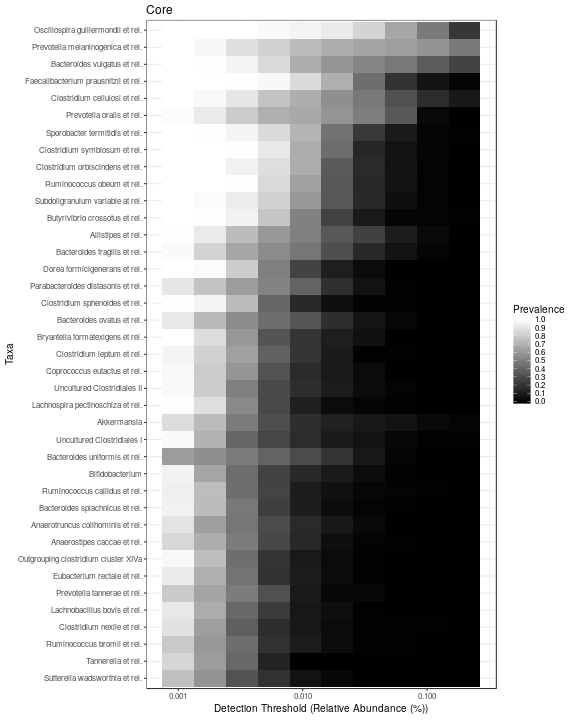 Core
Oscillospira guillermondii et rel.
Prevotella melaninogenica et rel.
Bacteroides vulgatus et rel.
Faecalibacterium prausnitzii et rel.
Clostridium cellulosi et rel.
Prevotella oralis et rel.
Sporobacter termitidis et rel.
Clostridium symbiosum et rel.
Clostridium orbiscindens et rel.
Ruminococcus obeum et rel.
Subdoligranulum variable at rel.
Butyrivibrio crossotus et rel.
Allistipes et rel.
Bacteroides fragilis et rel.
Dorea formicigenerans et rel.
Parabacteroides distasonis et rel.
Clostridium sphenoides et rel.
Bacteroides ovatus et rel.
Bryantella formatexigens et rel.
Clostridium leptum et rel.
Coprococcus eutactus et rel.
Uncultured Clostridiales II
Lachnospira pectinoschiza et rel.
Akkermansia
Uncultured Clostridiales I
Bacteroides uniformis et rel.
Bifidobacterium
Ruminococcus callidus et rel.
Bacteroides splachnicus et rel.
Anaerotruncus colihominis et rel.
Anaerostipes caccae et rel.
Outgrouping clostridium cluster XIVa
Eubacterium rectale et rel.
Prevotella tannerae et rel.
Lachnobacillus bovis et rel.
Clostridium nexile et rel.
Ruminococcus bromii et rel.
Tannerella et rel.
Sutterella wadsworthia et rel.
Taxa
0.001
0.010
0.100
Detection Threshold (Relative Abundance (%))
Prevalence
1.0
0.9
0.8
0.7
0.6
0.5
0.4
0.3
0.2
0.1
0.0